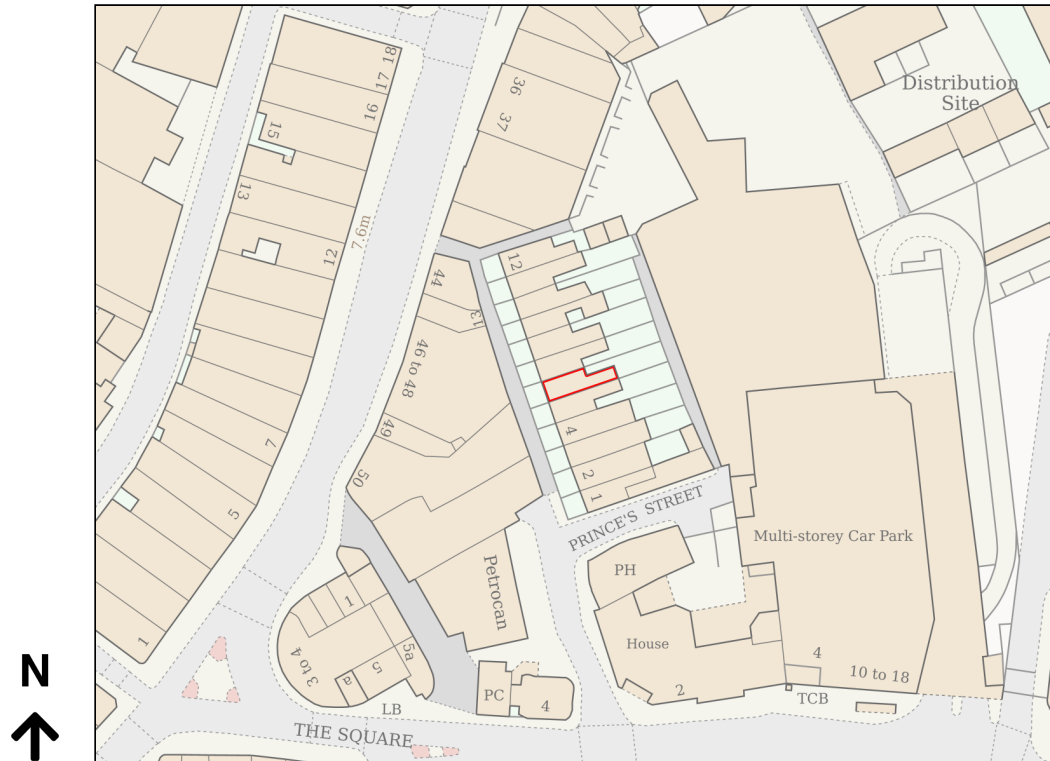 18
17
16
15
13
12
7.6m
7
5
1
36
37
Distribution
Site
44
13
46 to 48
49
50
12
4
2
1
PRINCE'S STREET
Multi-storey Car Park
PH
House
2
4
10 to 18
TCB
Petrocan
PC
4
1
3 to 4
a
5
5a
LB
THE SQUARE
N